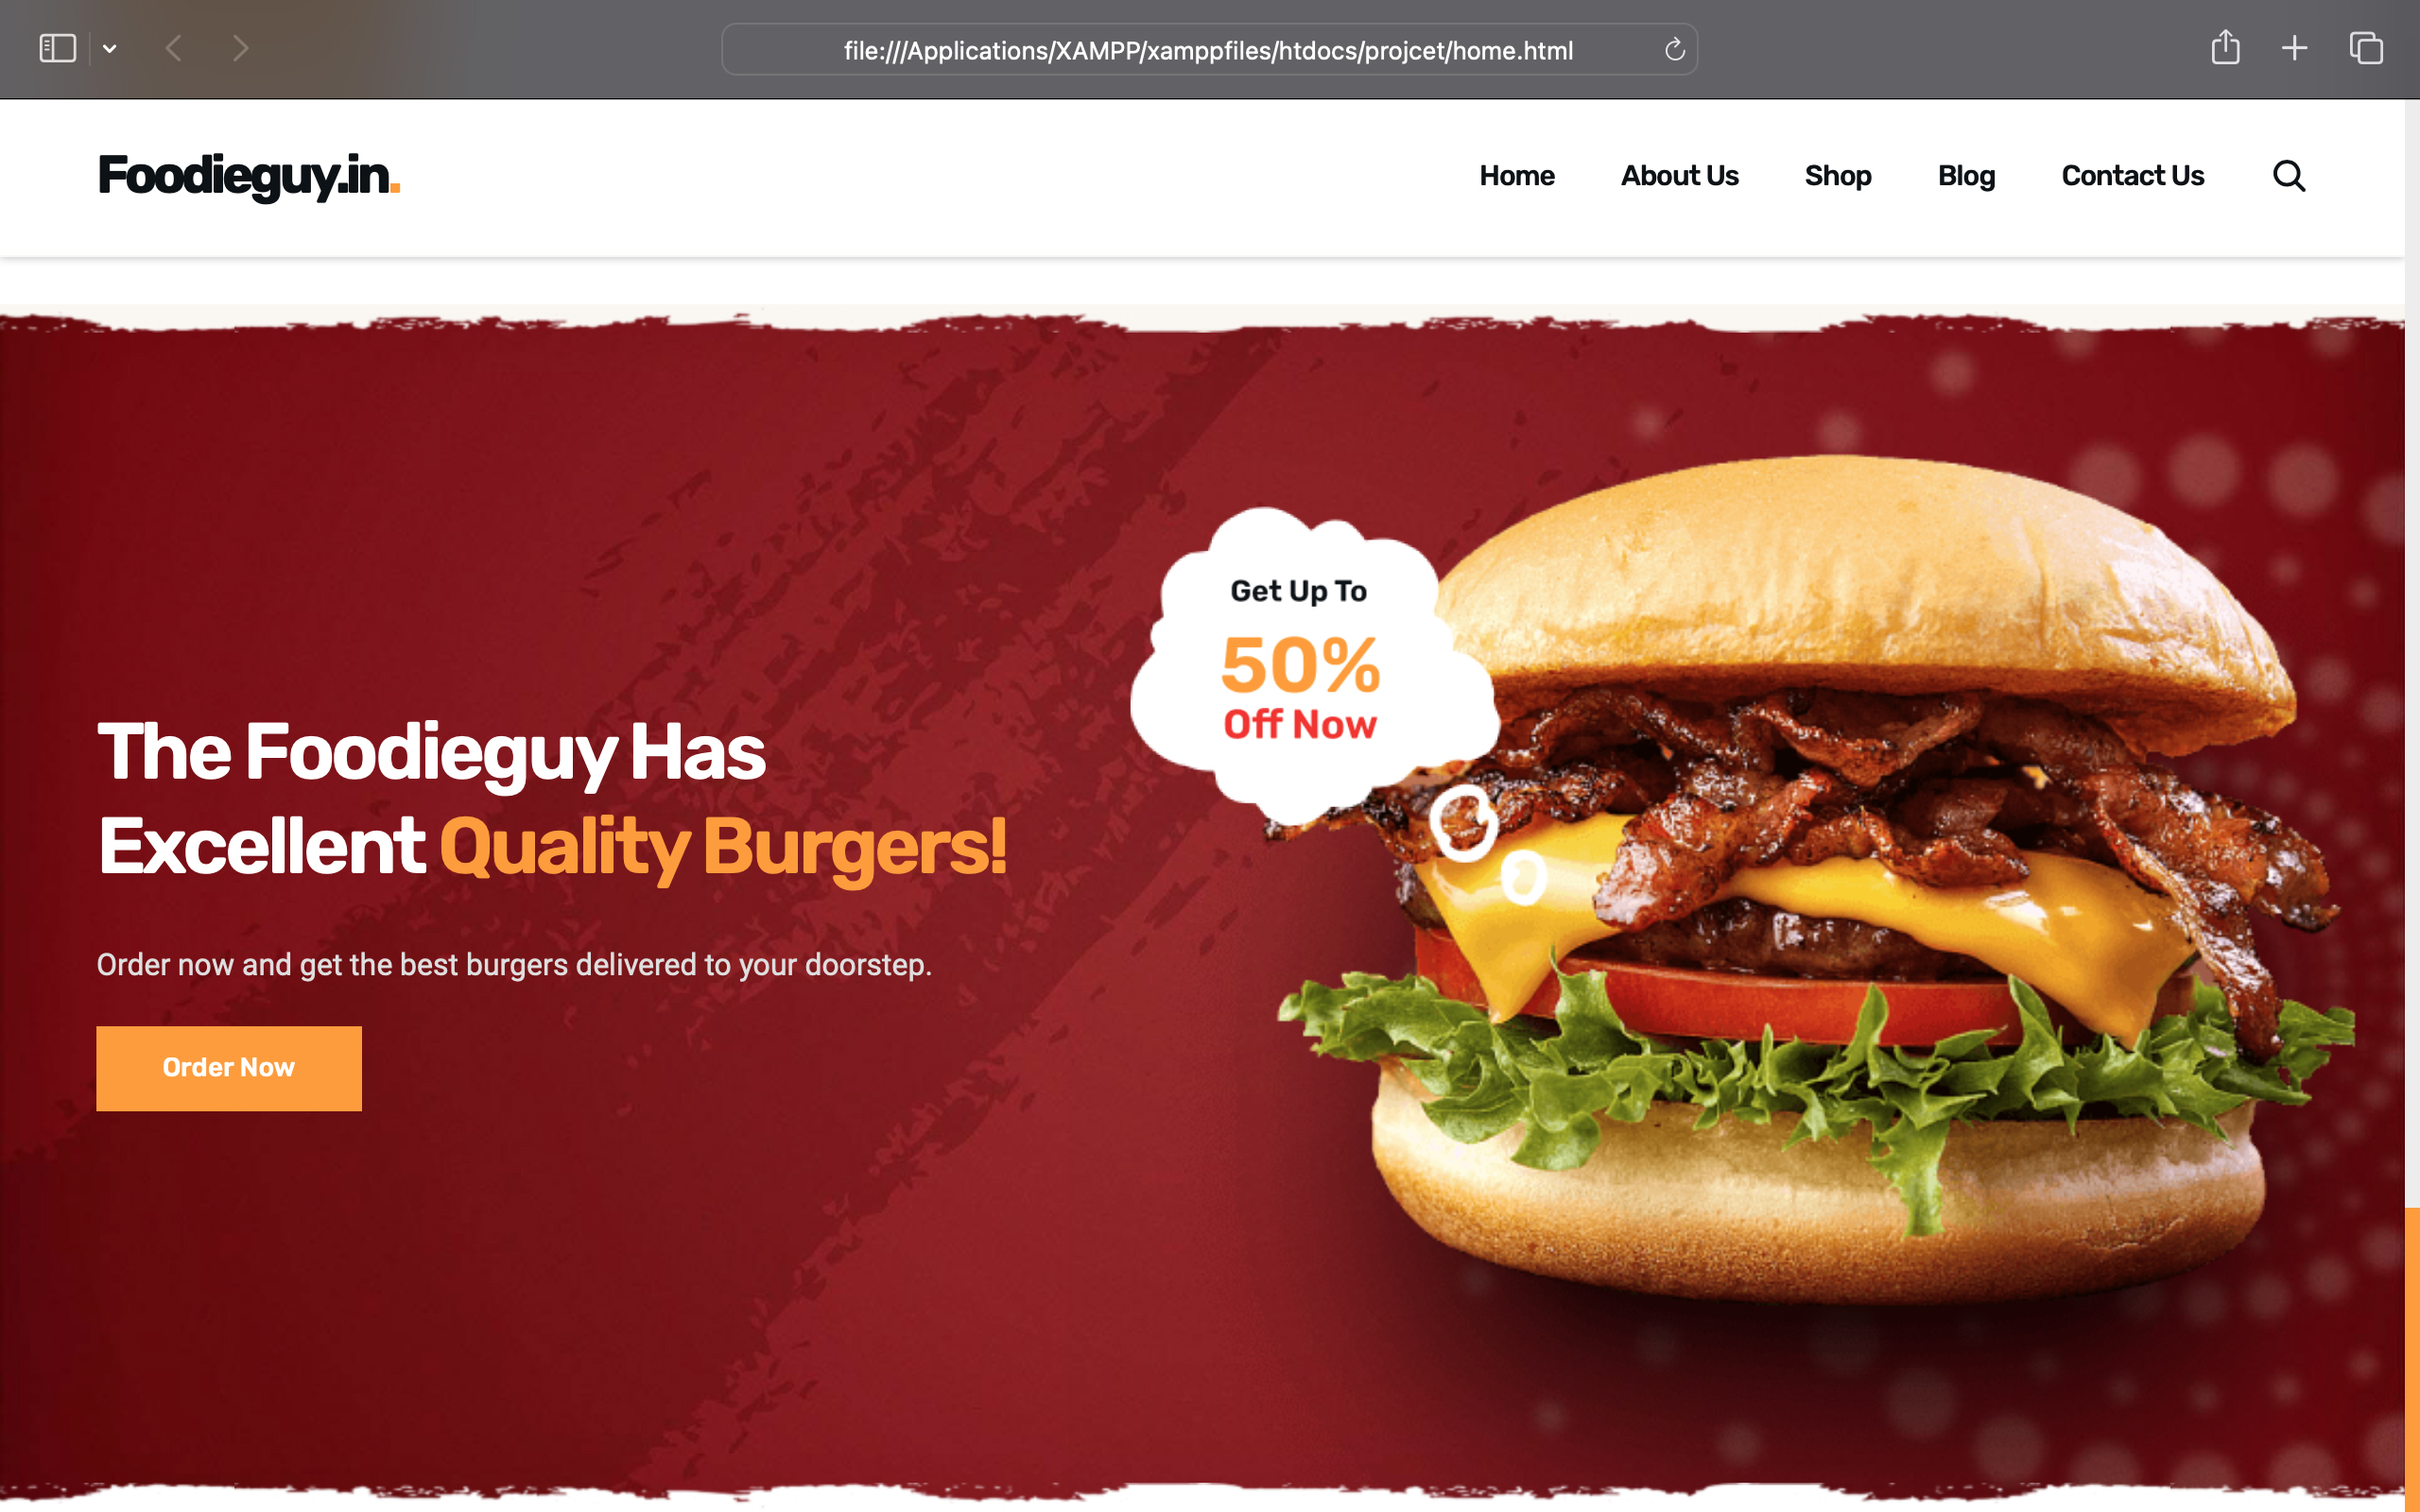 file:///Applications/XAMPP/xamppfiles/htdocs/projcet/home.html
Foodieguy.in.
Home About Us Shop Blog Contact Us
Get Up To
50%
Off Now
The Foodieguy Has
Excellent Quality Burgers!
Order now and get the best burgers delivered to your doorstep.
Order Now